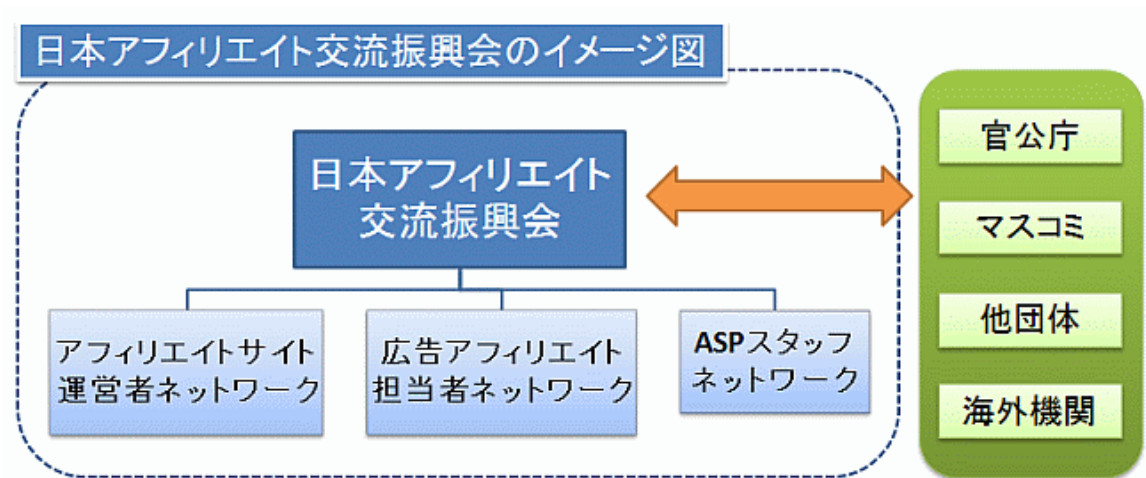 日本アフィリエイト交流振興会のイメージ図
日本アフィリエイト
交流振興会
アフィリエイトサイト
運営者ネットワーク
広告アフィリエイト
担当者ネットワーク
ASPスタッフ
ネットワーク
官公庁
マスコミ
他団体
海外機関